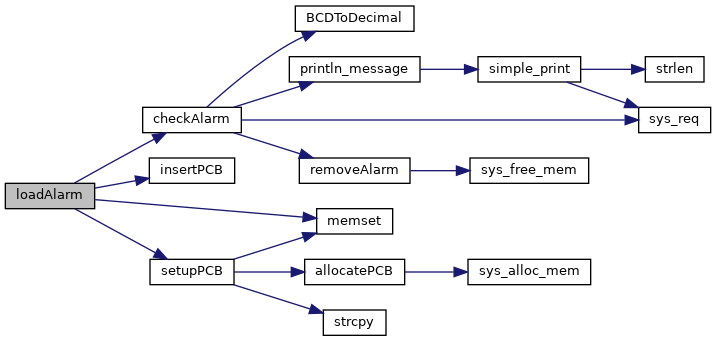 BCDToDecimal
println_message
simple_print
strlen
checkAlarm
sys_req
loadAlarm
insertPCB
removeAlarm
sys_free_mem
memset
setupPCB
allocatePCB
sys_alloc_mem
strcpy